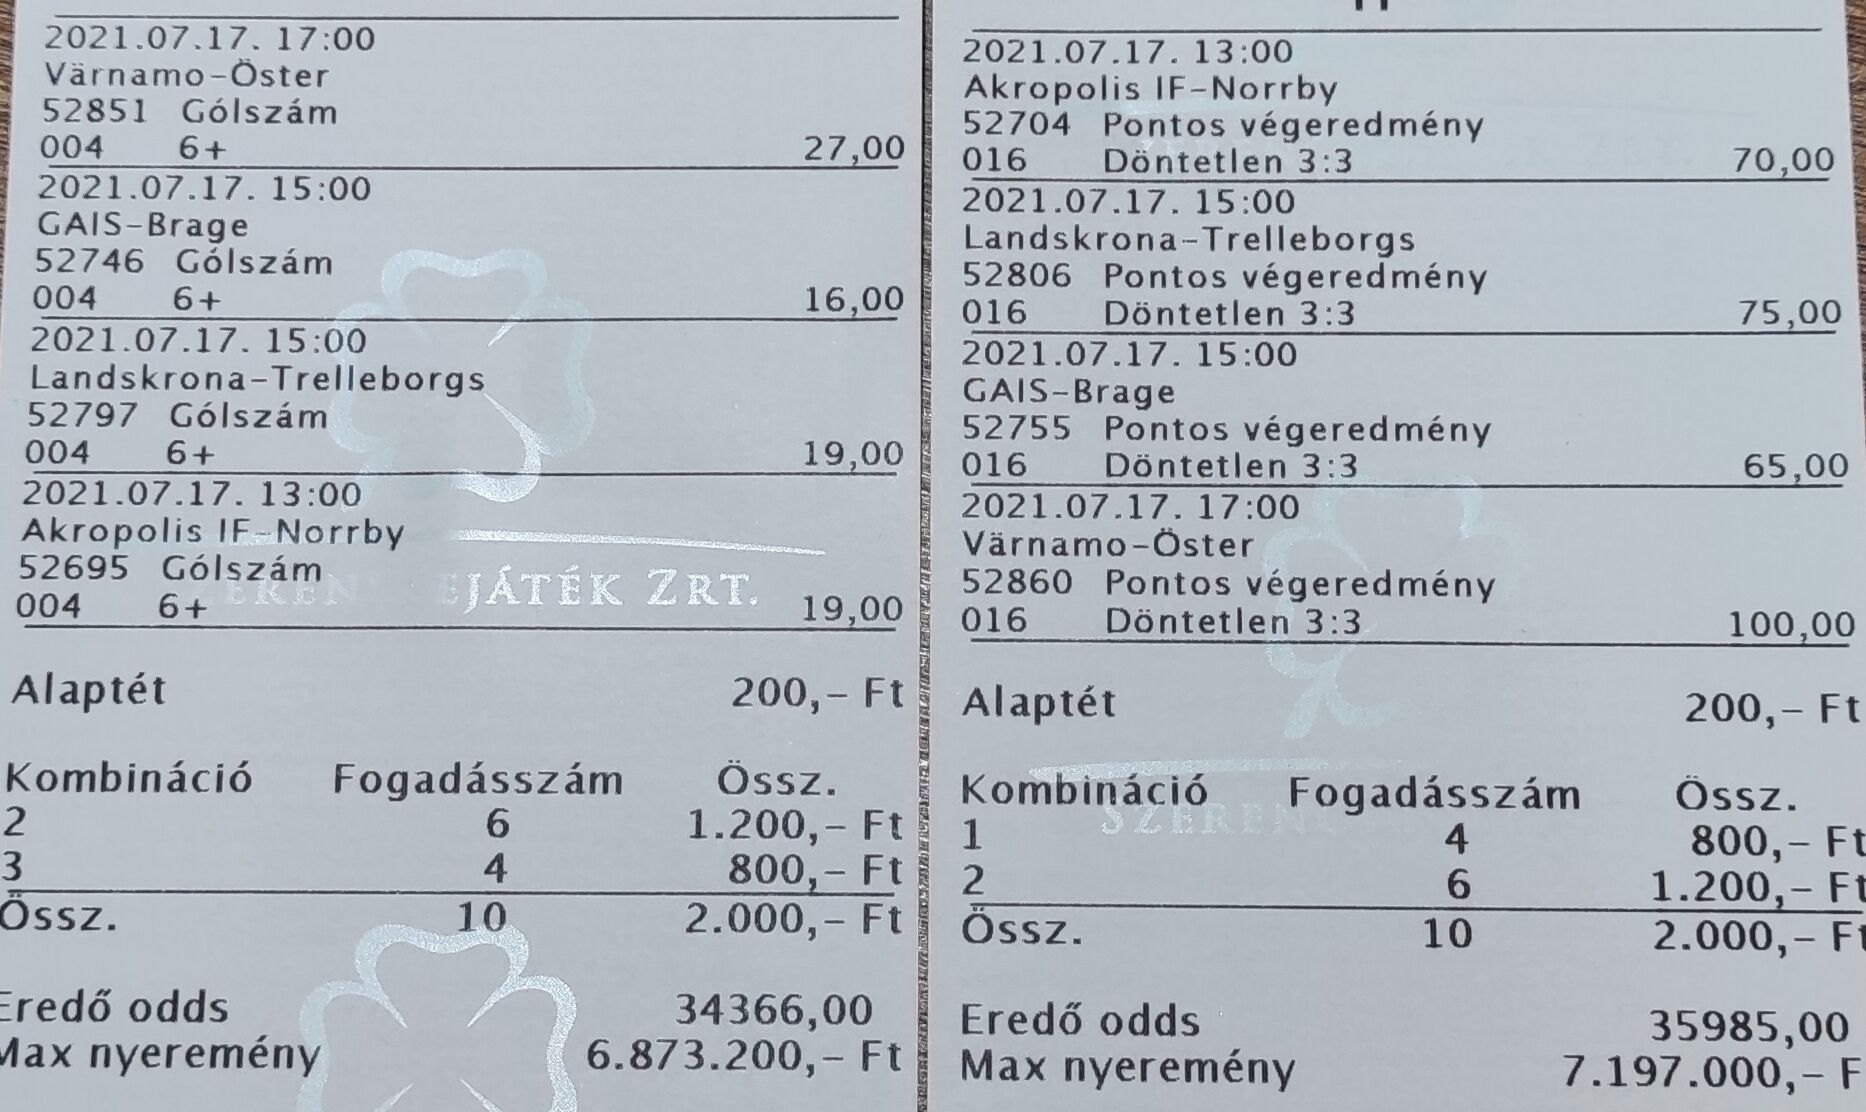 2021.07.17. 17:00
Värnamo-Öster
52851 Gólszám
004 6+ 27,00
2021.07.17. 15:00
GAIS-Brage
52746 Gólszám
004 6+ 16,00
2021.07.17. 15:00
Landskrona-Trelleborgs
52797 Gólszám
004 6+ 19,00
2021.07.17. 13:00
Akropolis IF-Norrby
52695 Gólszám
004 6+ 19,00
EJÁTÉK ZRT.
Alaptét 200,- Ft
Kombináció Fogadásszám Össz.
2 6 1.200,- Ft
3 4 800,- Ft
Össz. 10 2.000,- Ft
Eredő odds 34366,00
Max nyeremény 6.873.200,- Ft
2021.07.17. 13:00
Akropolis IF-Norrby
52704 Pontos végeredmény
016 Döntetlen 3:3 70,00
2021.07.17. 15:00
Landskrona-Trelleborgs
52806 Pontos végeredmény
016 Döntetlen 3:3 75,00
2021.07.17. 15:00
GAIS-Brage
52755 Pontos végeredmény
016 Döntetlen 3:3 65,00
2021.07.17. 17:00
Värnamo-Öster
52860 Pontos végeredmény
016 Döntetlen 3:3 100,00
Alaptét 200,- Ft
Kombináció Fogadásszám Össz.
SZEREN
1 4 800,- Ft
2 6 1.200,- Ft
Össz. 10 2.000,- Ft
Eredő odds 35985,00
Max nyeremény 7.197.000,- F